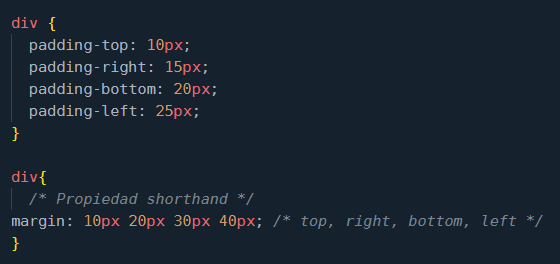 div {
padding-top: 10px;
padding-right: 15px;
padding-bottom: 20px;
padding-left: 25px;
}
div{
/* Propiedad shorthand */
margin: 10px 20px 30px 40px; /* top, right, bottom, left */
}